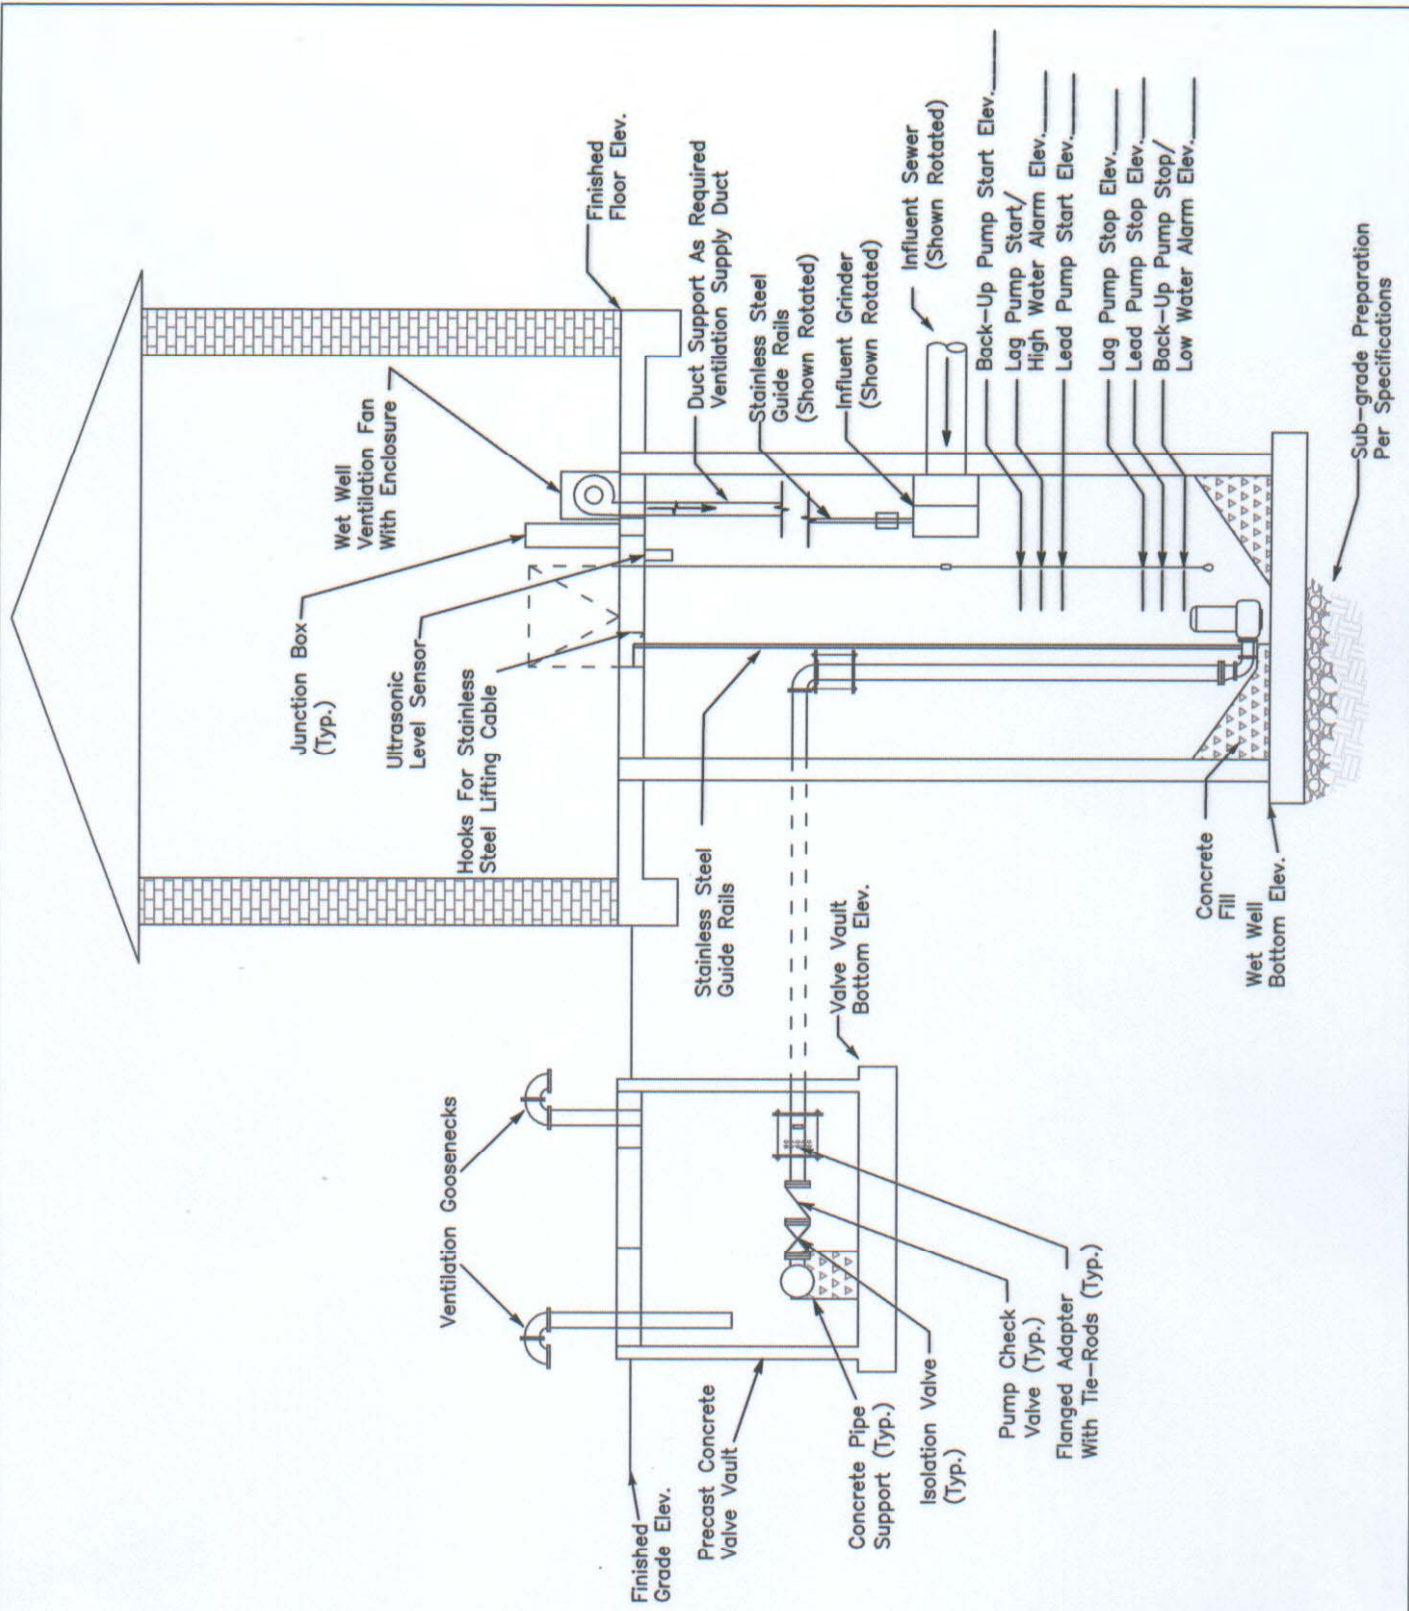 Ventilation Goosenecks
Finished
Grade Elev.
Precast Concrete
Valve Vault
Concrete Pipe
Support (Typ.)
Isolation Valve
(Typ.)
Pump Check
Valve (Typ.)
Flanged Adapter
With Tie-Rods (Typ.)
Valve Vault
Bottom Elev.
Junction Box
(Typ.)
Wet Well
Ventilation Fan
With Enclosure
Ultrasonic
Level Sensor
Hooks For Stainless
Steel Lifting Cable
Stainless Steel
Guide Rails
Concrete
Fill
Wet Well
Bottom Elev.
Finished
Floor Elev.
Duct Support As Required
Ventilation Supply Duct
Stainless Steel
Guide Rails
(Shown Rotated)
Influent Grinder
(Shown Rotated)
Influent Sewer
(Shown Rotated)
Back-Up Pump Start Elev.____
Lag Pump Start/
High Water Alarm Elev.____
Lead Pump Start Elev.____
Lag Pump Stop Elev.____
Lead Pump Stop Elev.____
Back-Up Pump Stop/
Low Water Alarm Elev.____
Sub-grade Preparation
Per Specifications